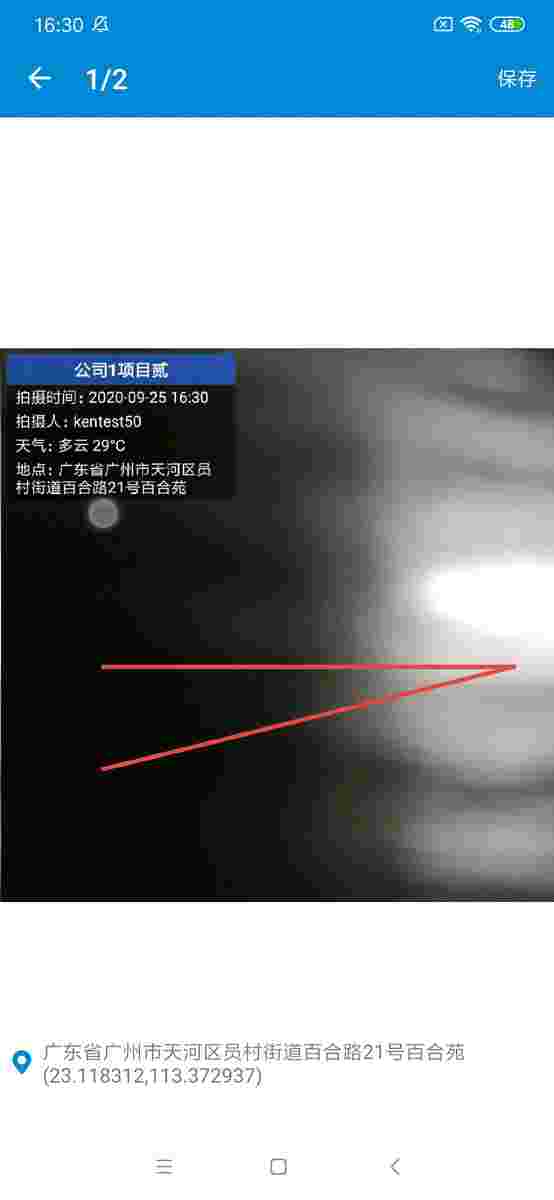 16:30
48
1/2
保存
公司1项目贰
拍摄时间: 2020-09-25 16:30
拍摄人: kentest50
天气: 多云 29°C
地点: 广东省广州市天河区员
村街道百合路21号百合苑
广东省广州市天河区员村街道百合路21号百合苑
(23.118312,113.372937)